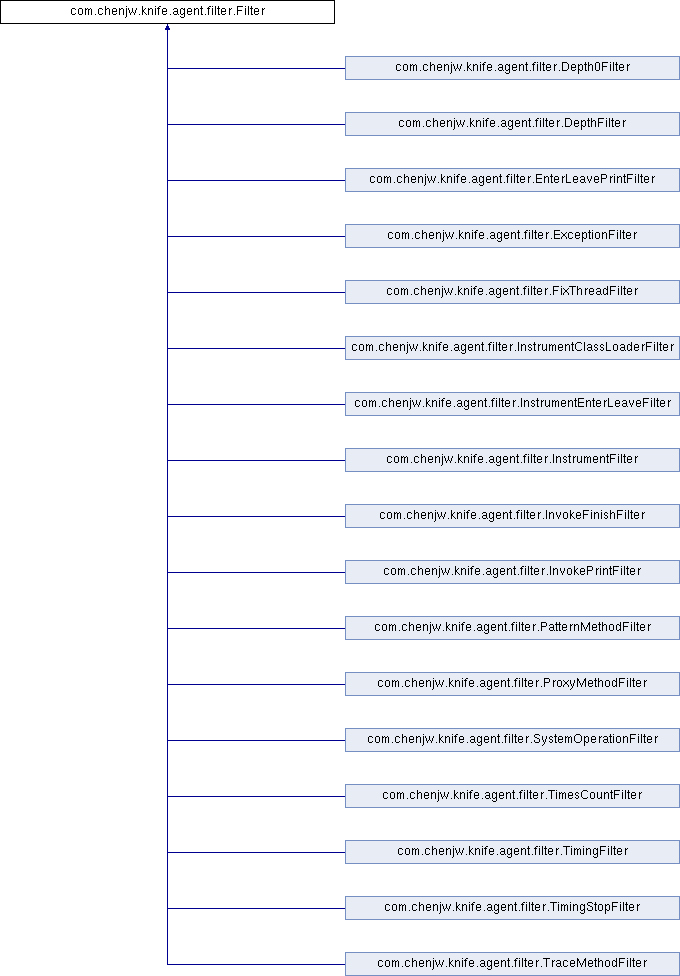 com.chenjw.knife.agent.filter.Filter
com.chenjw.knife.agent.filter.Depth0Filter
com.chenjw.knife.agent.filter.DepthFilter
com.chenjw.knife.agent.filter.EnterLeavePrintFilter
com.chenjw.knife.agent.filter.ExceptionFilter
com.chenjw.knife.agent.filter.FixThreadFilter
com.chenjw.knife.agent.filter.InstrumentClassLoaderFilter
com.chenjw.knife.agent.filter.InstrumentEnterLeaveFilter
com.chenjw.knife.agent.filter.InstrumentFilter
com.chenjw.knife.agent.filter.InvokeFinishFilter
com.chenjw.knife.agent.filter.InvokePrintFilter
com.chenjw.knife.agent.filter.PatternMethodFilter
com.chenjw.knife.agent.filter.ProxyMethodFilter
com.chenjw.knife.agent.filter.SystemOperationFilter
com.chenjw.knife.agent.filter.TimesCountFilter
com.chenjw.knife.agent.filter.TimingFilter
com.chenjw.knife.agent.filter.TimingStopFilter
com.chenjw.knife.agent.filter.TraceMethodFilter